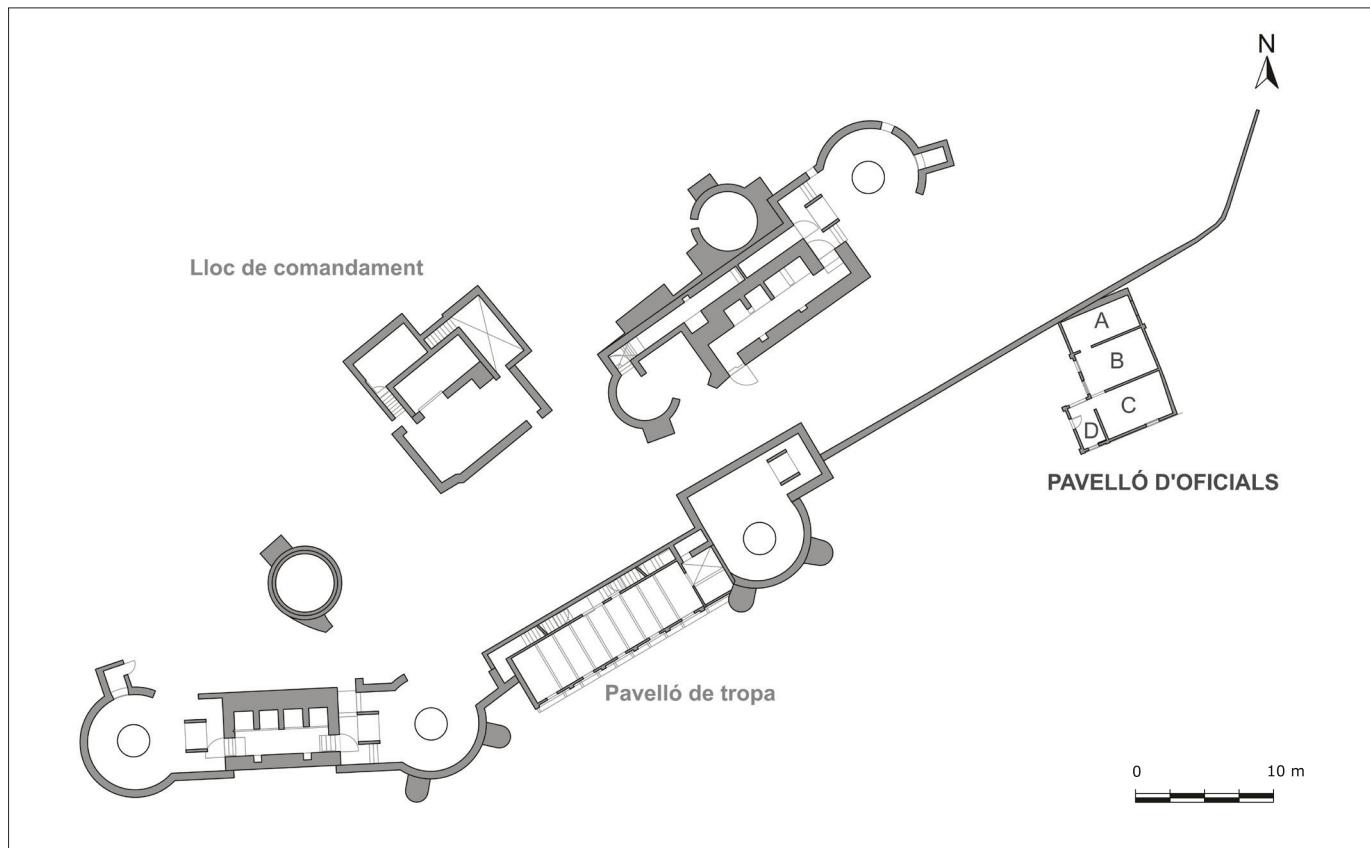 N
Lloc de comandament
A
B
C
D
PAVELLÓ D'OFICIALS
Pavelló de tropa
0 10 m